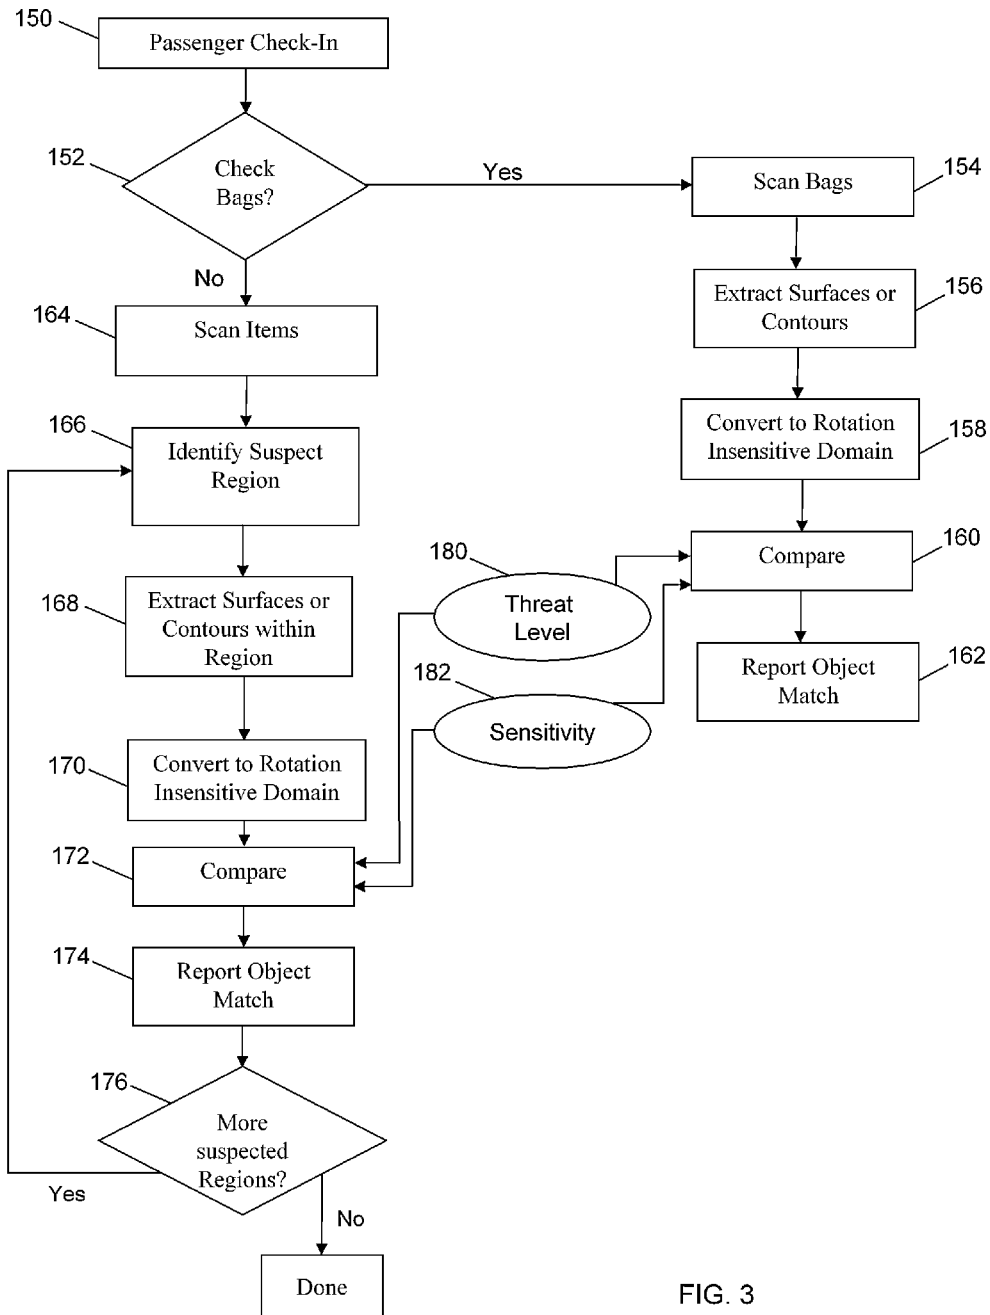 150
Passenger Check-In
152
Check
Bags?
Yes
Scan Bags
154
No
164
Scan Items
Extract Surfaces or
Contours
156
166
Identify Suspect
Region
Convert to Rotation
Insensitive Domain
158
168
Extract Surfaces or
Contours within
Region
180
Threat
Level
Compare
160
182
Sensitivity
Report Object
Match
162
170
Convert to Rotation
Insensitive Domain
172
Compare
174
Report Object
Match
176
More
suspected
Regions?
Yes
No
Done
FIG. 3